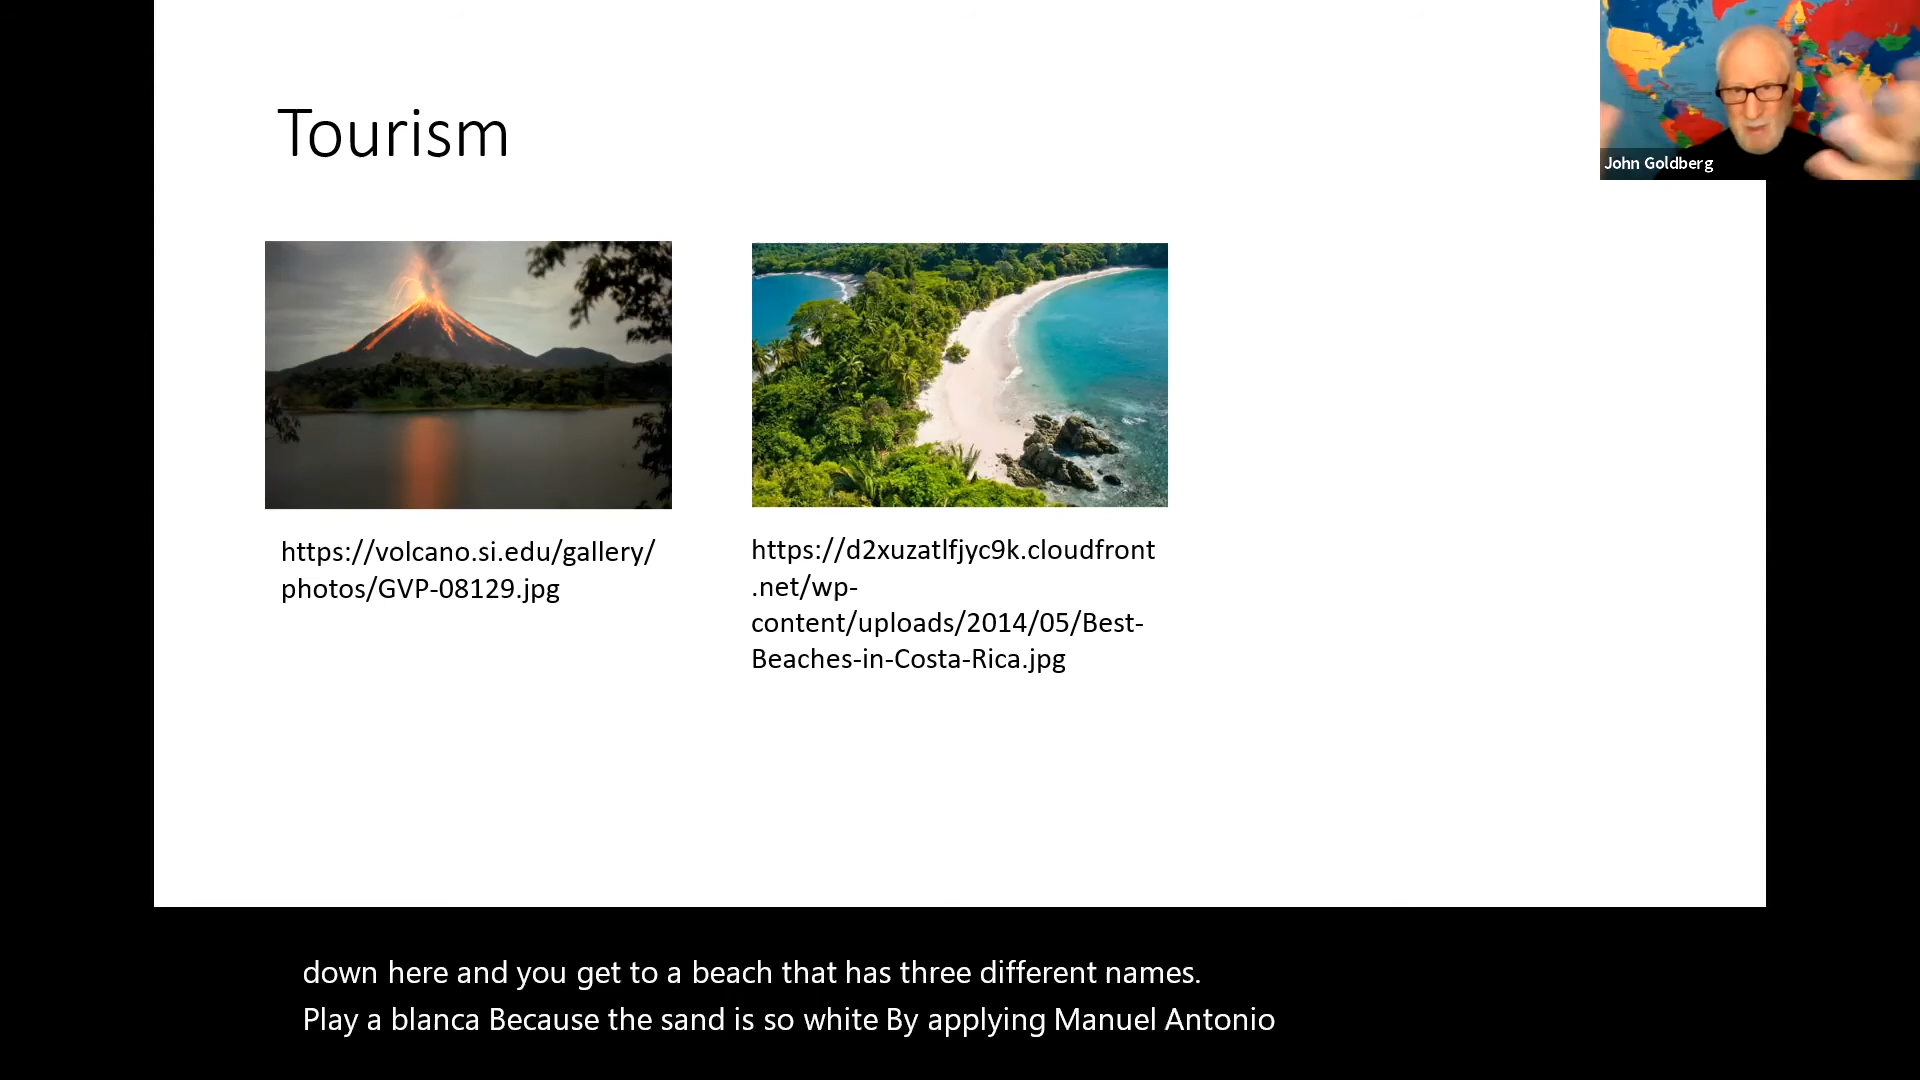 Tourism
John Goldberg
https://volcano.si.edu/gallery/
photos/GVP-08129.jpg
https://d2xuzatlfjyc9k.cloudfront
.net/wp-
content/uploads/2014/05/Best-
Beaches-in-Costa-Rica.jpg
down here and you get to a beach that has three different names.
Play a blanca Because the sand is so white By applying Manuel Antonio